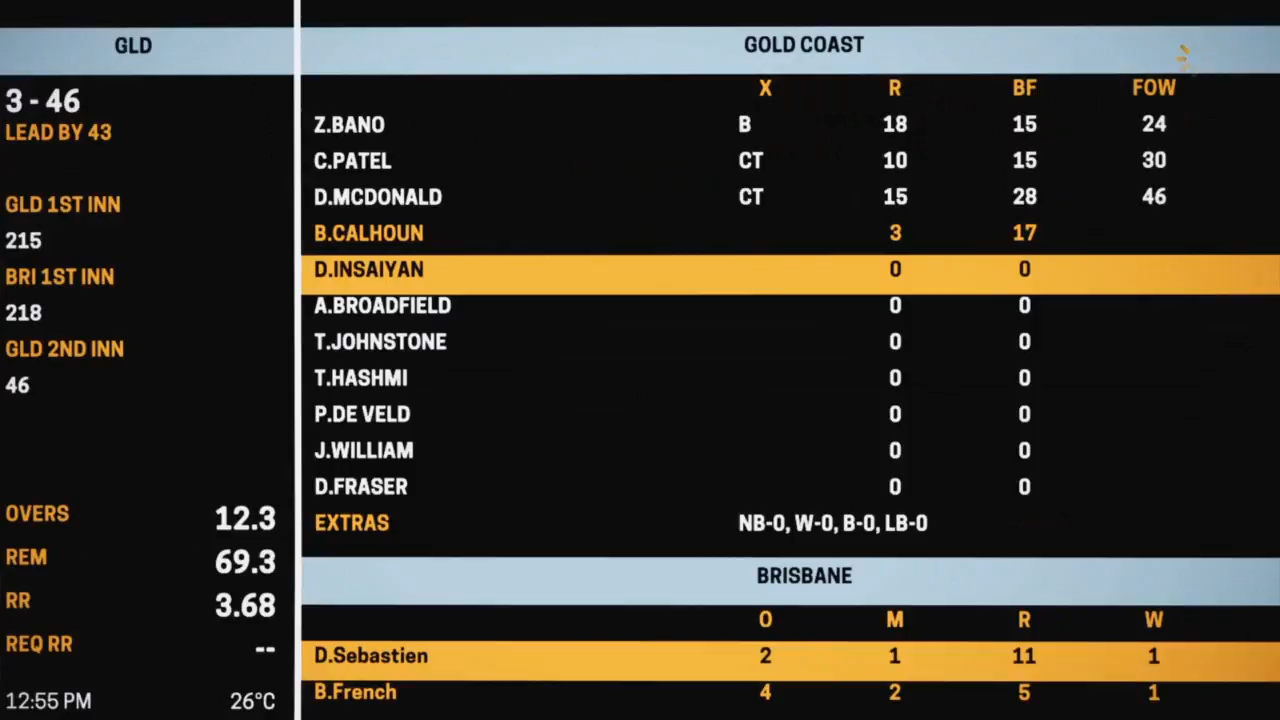 GLD
3 - 46
LEAD BY 43
GLD 1ST INN
215
BRI 1ST INN
218
GLD 2ND INN
46
OVERS 12.3
REM 69.3
RR 3.68
REQ RR --
12:55 PM 26°C
GOLD COAST
X R BF FOW
Z.BANO B 18 15 24
C.PATEL CT 10 15 30
D.MCDONALD CT 15 28 46
B.CALHOUN 3 17
D.INSAIYAN 0 0
A.BROADFIELD 0 0
T.JOHNSTONE 0 0
T.HASHMI 0 0
P.DE VELD 0 0
J.WILLIAM 0 0
D.FRASER 0 0
EXTRAS NB-0, W-0, B-0, LB-0
BRISBANE
O M R W
D.Sebastien 2 1 11 1
B.French 4 2 5 1